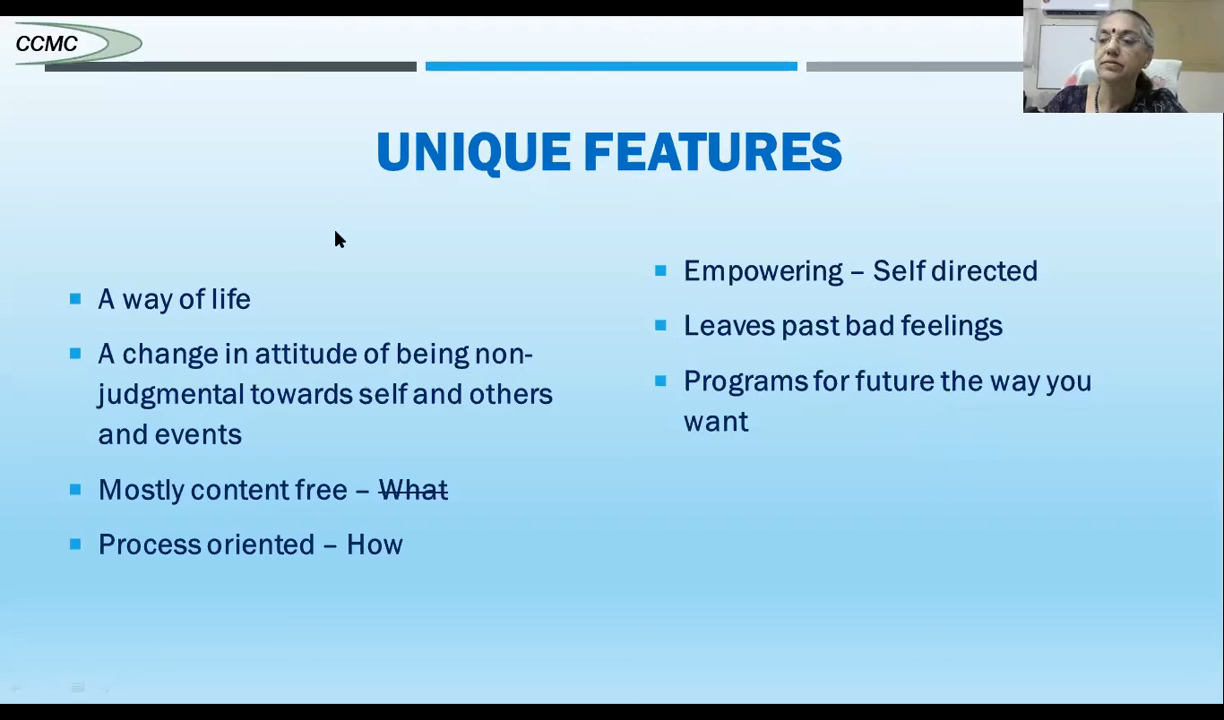 CCMC
UNIQUE FEATURES
A way of life
A change in attitude of being non-
judgmental towards self and others
and events
Mostly content free – What
Process oriented – How
Empowering – Self directed
Leaves past bad feelings
Programs for future the way you
want